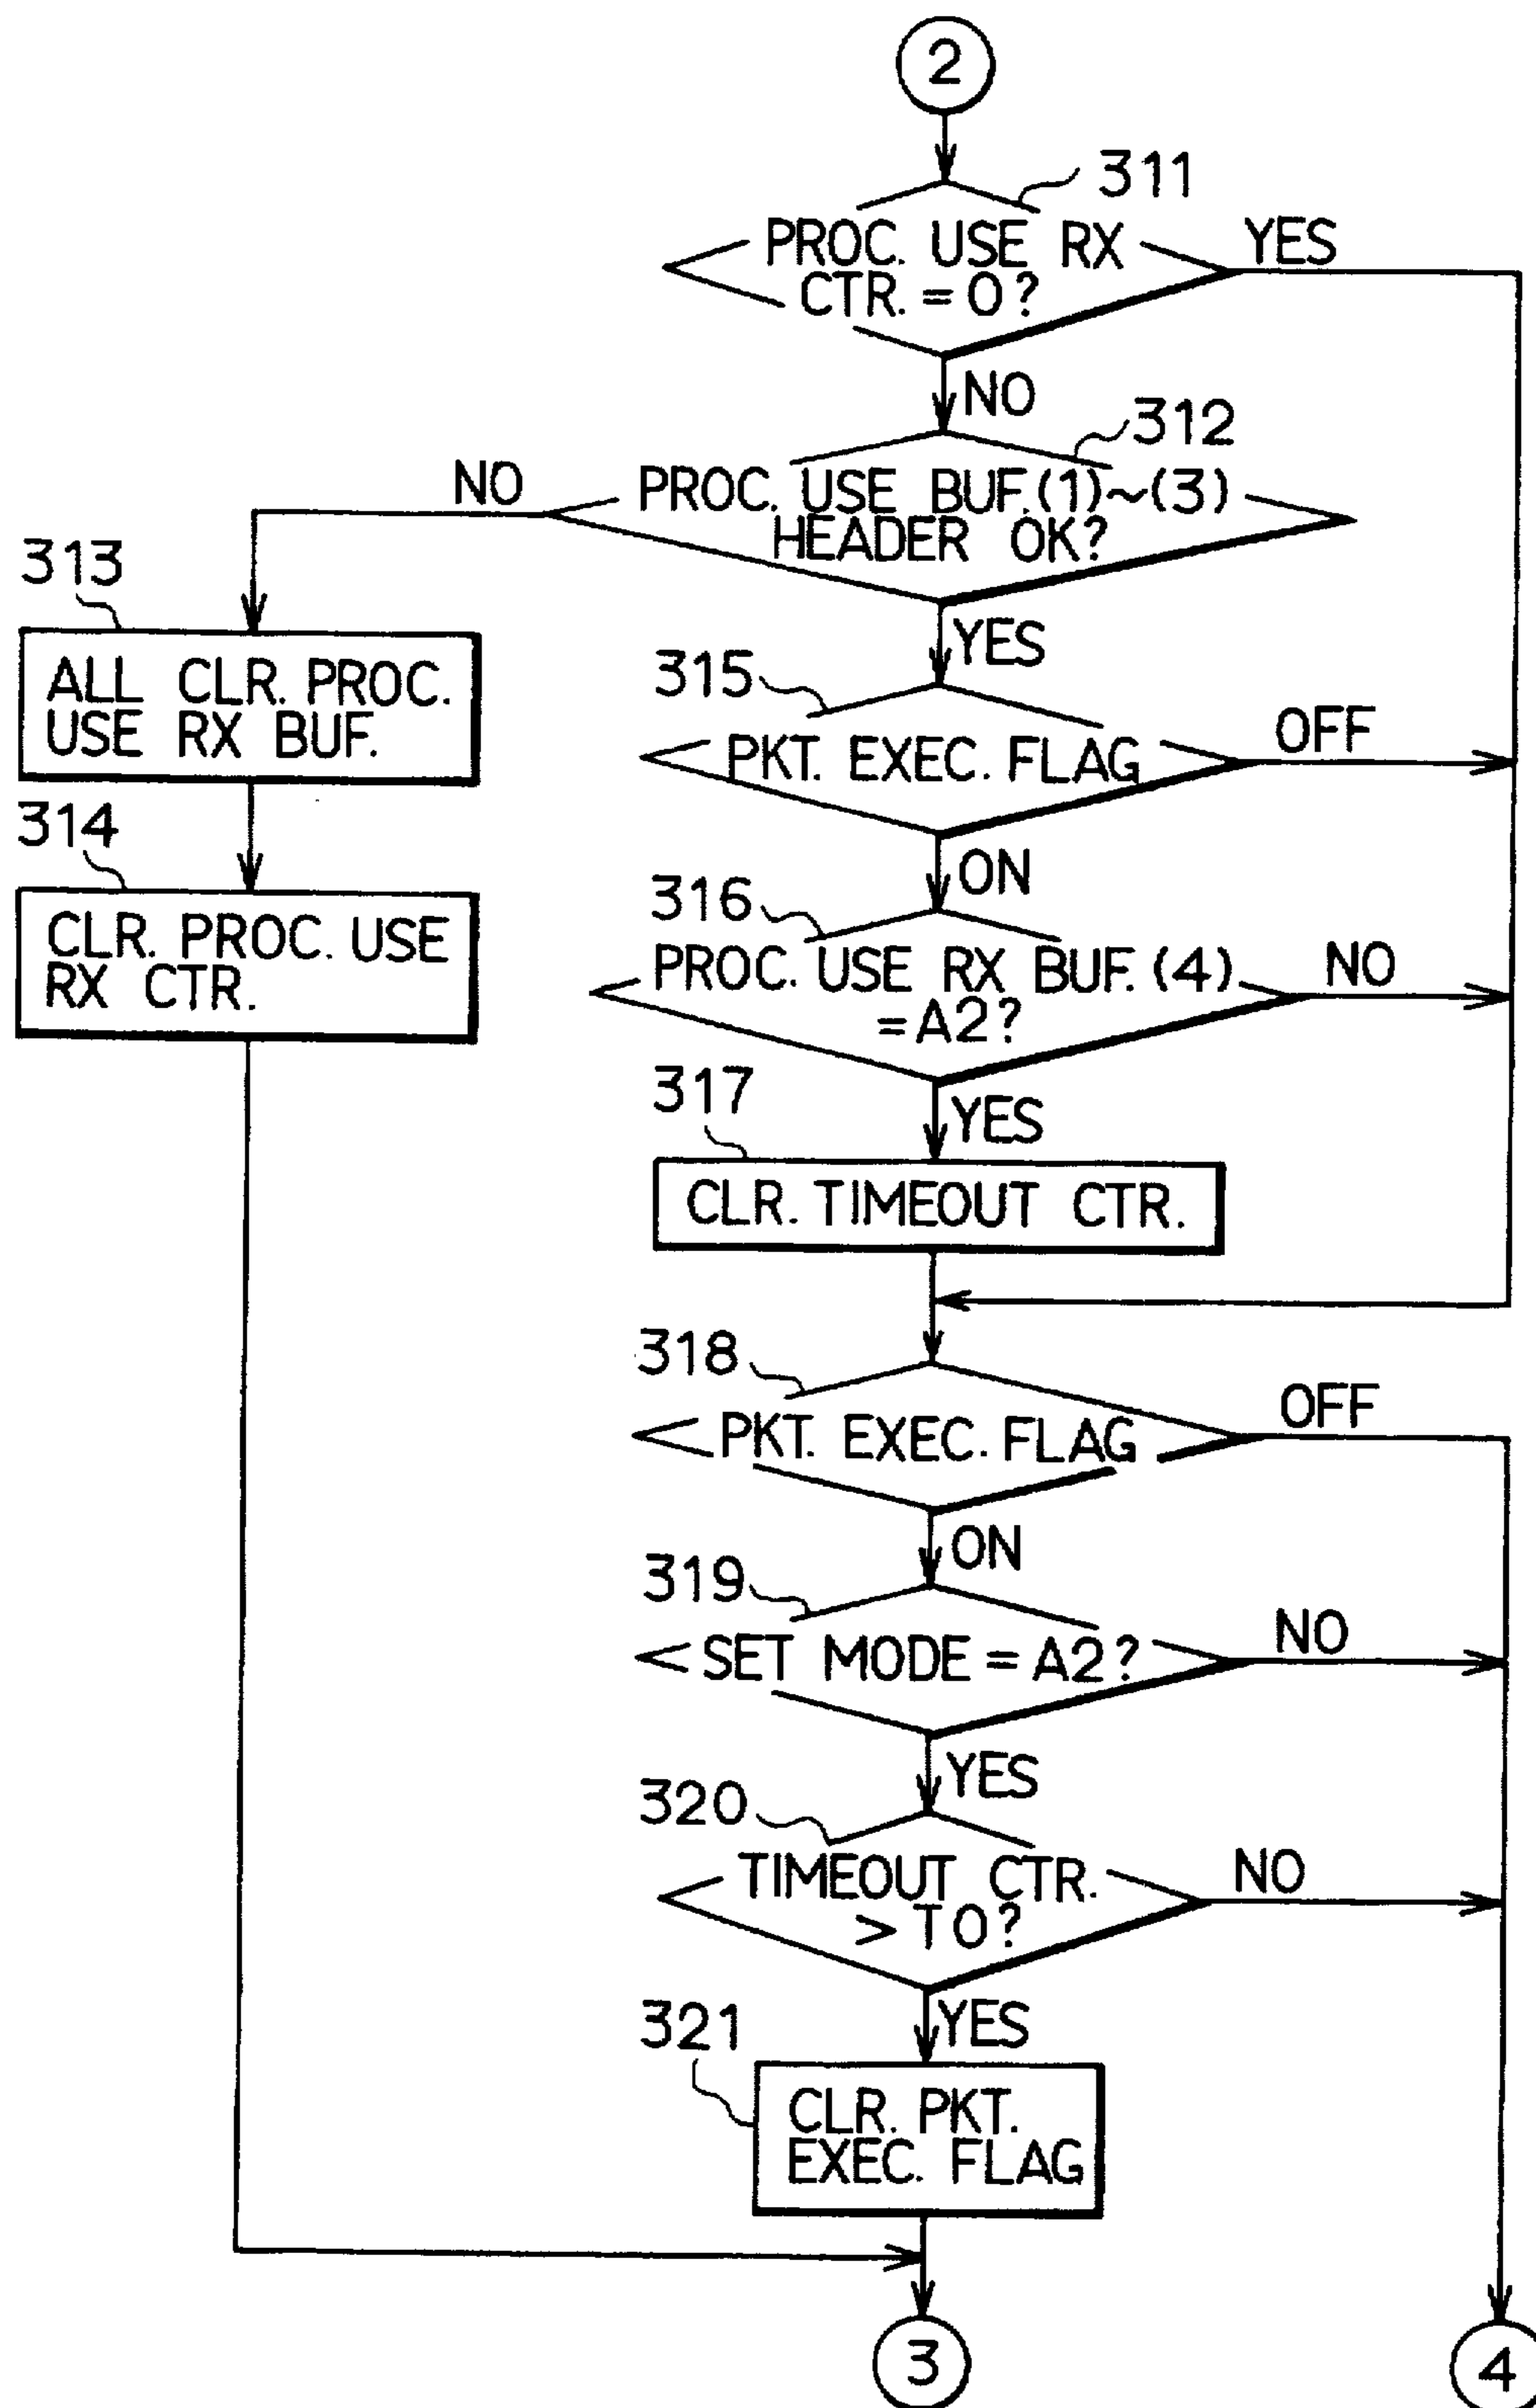 2
311
PROC. USE RX
CTR. = 0?
YES
NO
312
PROC. USE BUF.(1)~(3)
HEADER OK?
NO
YES
313
ALL CLR. PROC.
USE RX BUF.
314
CLR. PROC. USE
RX CTR.
315
PKT. EXEC. FLAG
OFF
ON
316
PROC. USE RX BUF. (4)
=A2?
NO
YES
317
CLR. TIMEOUT CTR.
318
PKT. EXEC. FLAG
OFF
ON
319
SET MODE = A2?
NO
YES
320
TIMEOUT CTR.
> TO?
NO
YES
321
CLR. PKT.
EXEC. FLAG
3
4